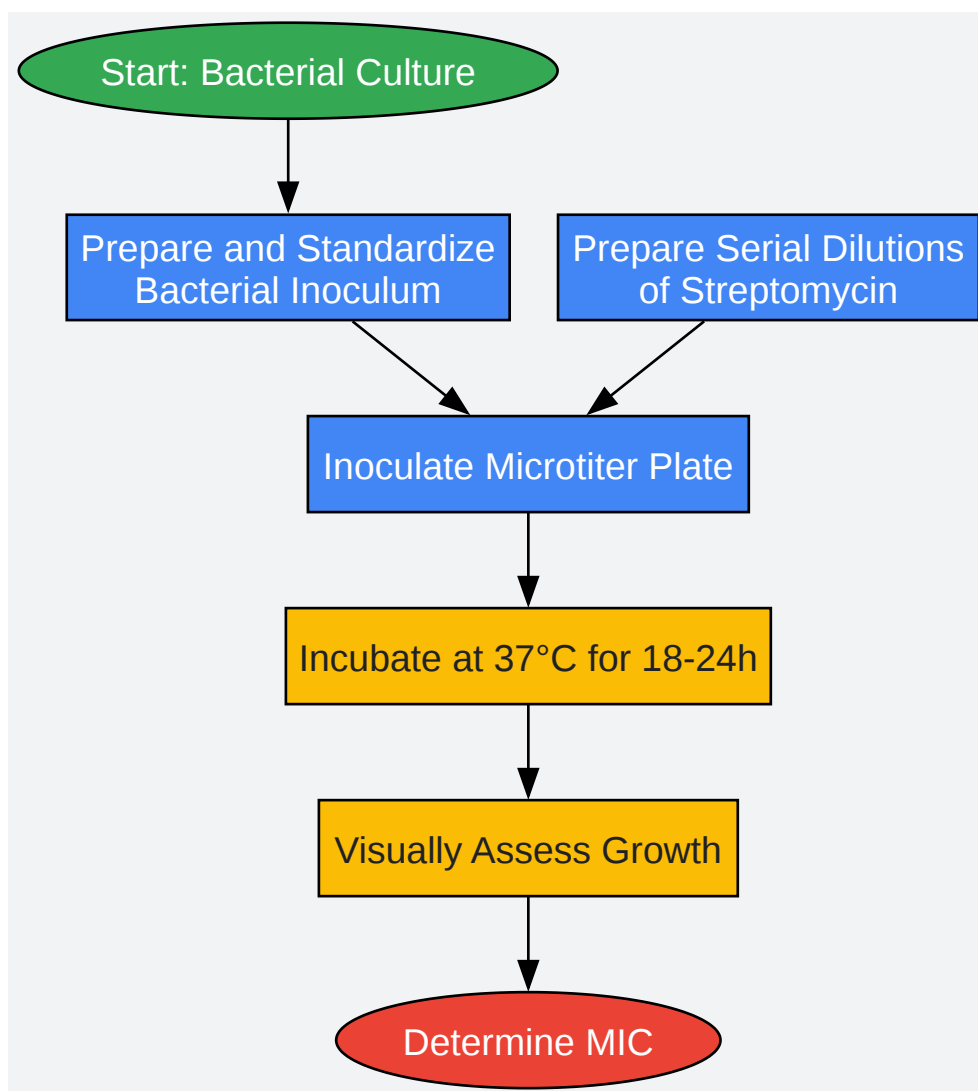 Start: Bacterial Culture
Prepare and Standardize
Bacterial Inoculum
Prepare Serial Dilutions
of Streptomycin
Inoculate Microtiter Plate
Incubate at 37°C for 18-24h
Visually Assess Growth
Determine MIC